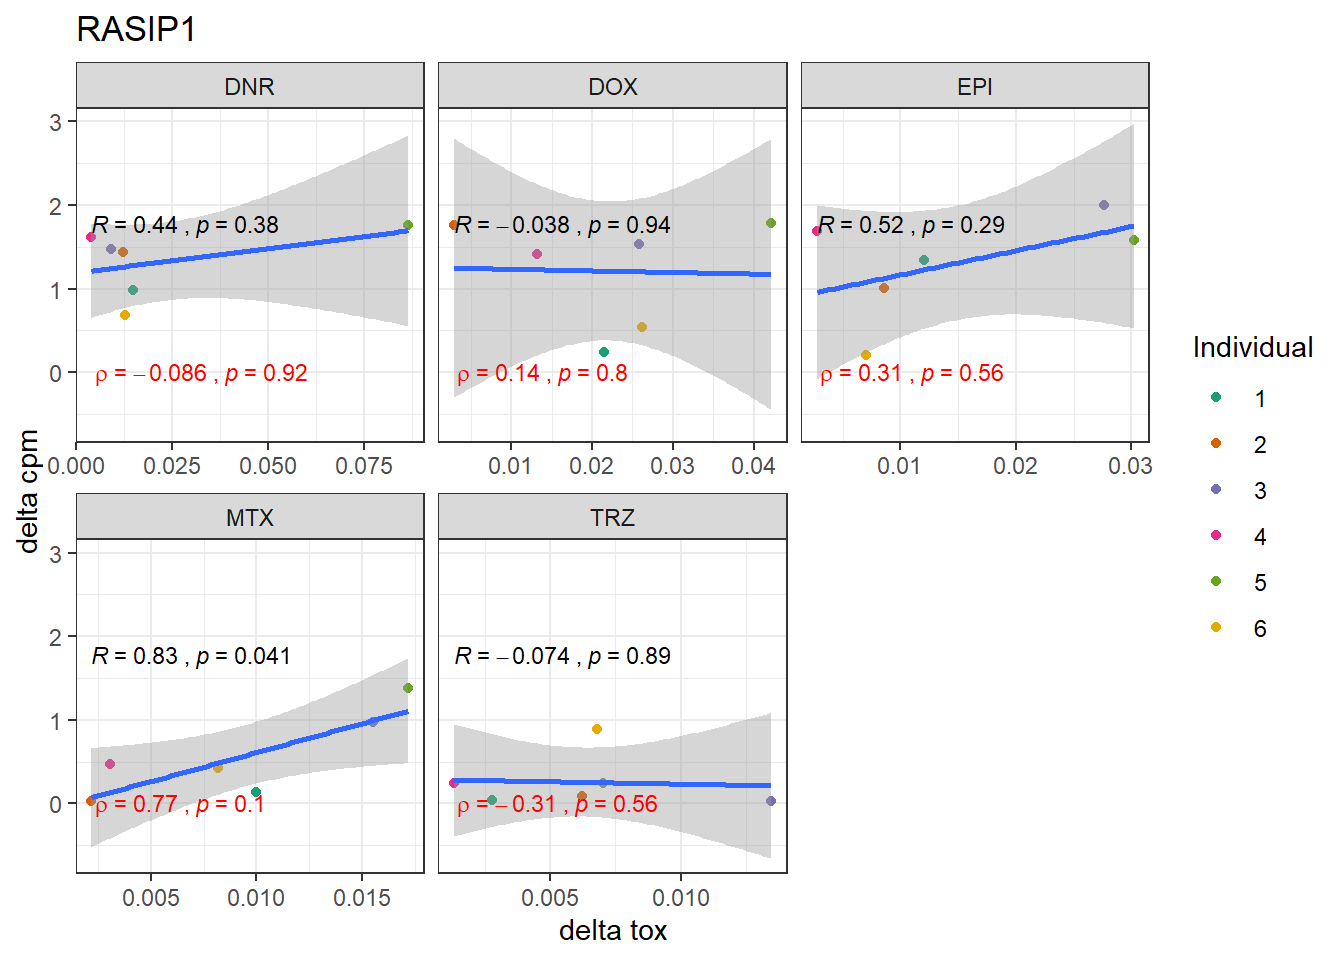 RASIP1
DNR DOX EPI
3
2
1
0
R = 0.44 , p = 0.38
ρ = −0.086 , p = 0.92
R = −0.038 , p = 0.94
ρ = 0.14 , p = 0.8
R = 0.52 , p = 0.29
ρ = 0.31 , p = 0.56
0.000 0.025 0.050 0.075
0.01 0.02 0.03 0.04
0.01 0.02 0.03
delta cpm
MTX TRZ
3
2
1
0
R = 0.83 , p = 0.041
ρ = 0.77 , p = 0.1
R = −0.074 , p = 0.89
ρ = −0.31 , p = 0.56
0.005 0.010 0.015
0.005 0.010
delta tox
Individual
1
2
3
4
5
6